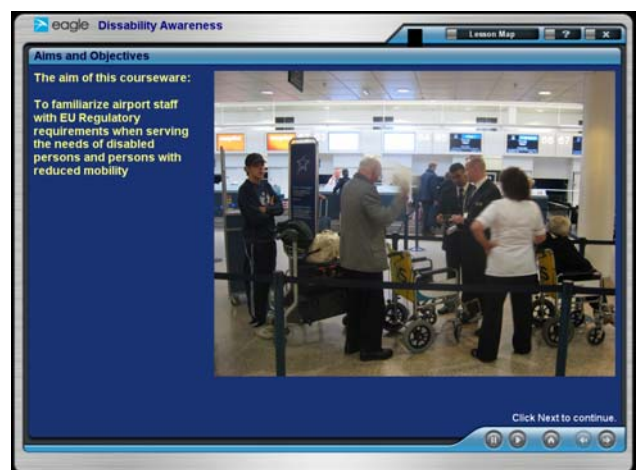 eagle Dissability Awareness
Lesson Map ? X
Aims and Objectives
The aim of this courseware:
To familiarize airport staff
with EU Regulatory
requirements when serving
the needs of disabled
persons and persons with
reduced mobility
Click Next to continue.